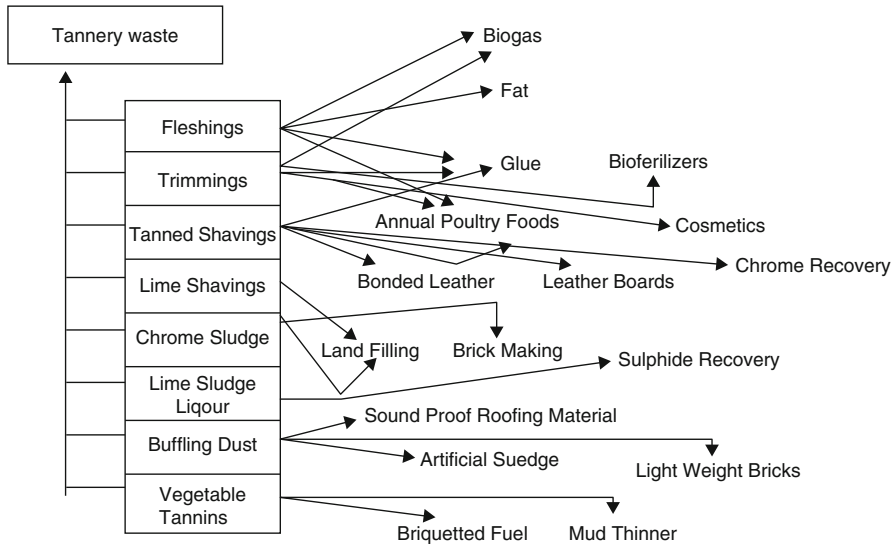 Tannery waste
Biogas
Fat
Fleshings
Glue
Bioferilizers
Trimmings
Annual Poultry Foods
Cosmetics
Tanned Shavings
Chrome Recovery
Bonded Leather
Leather Boards
Lime Shavings
Chrome Sludge
Land Filling
Brick Making
Sulphide Recovery
Lime Sludge
Liqour
Sound Proof Roofing Material
Buffling Dust
Artificial Suedge
Light Weight Bricks
Vegetable
Tannins
Briquetted Fuel
Mud Thinner